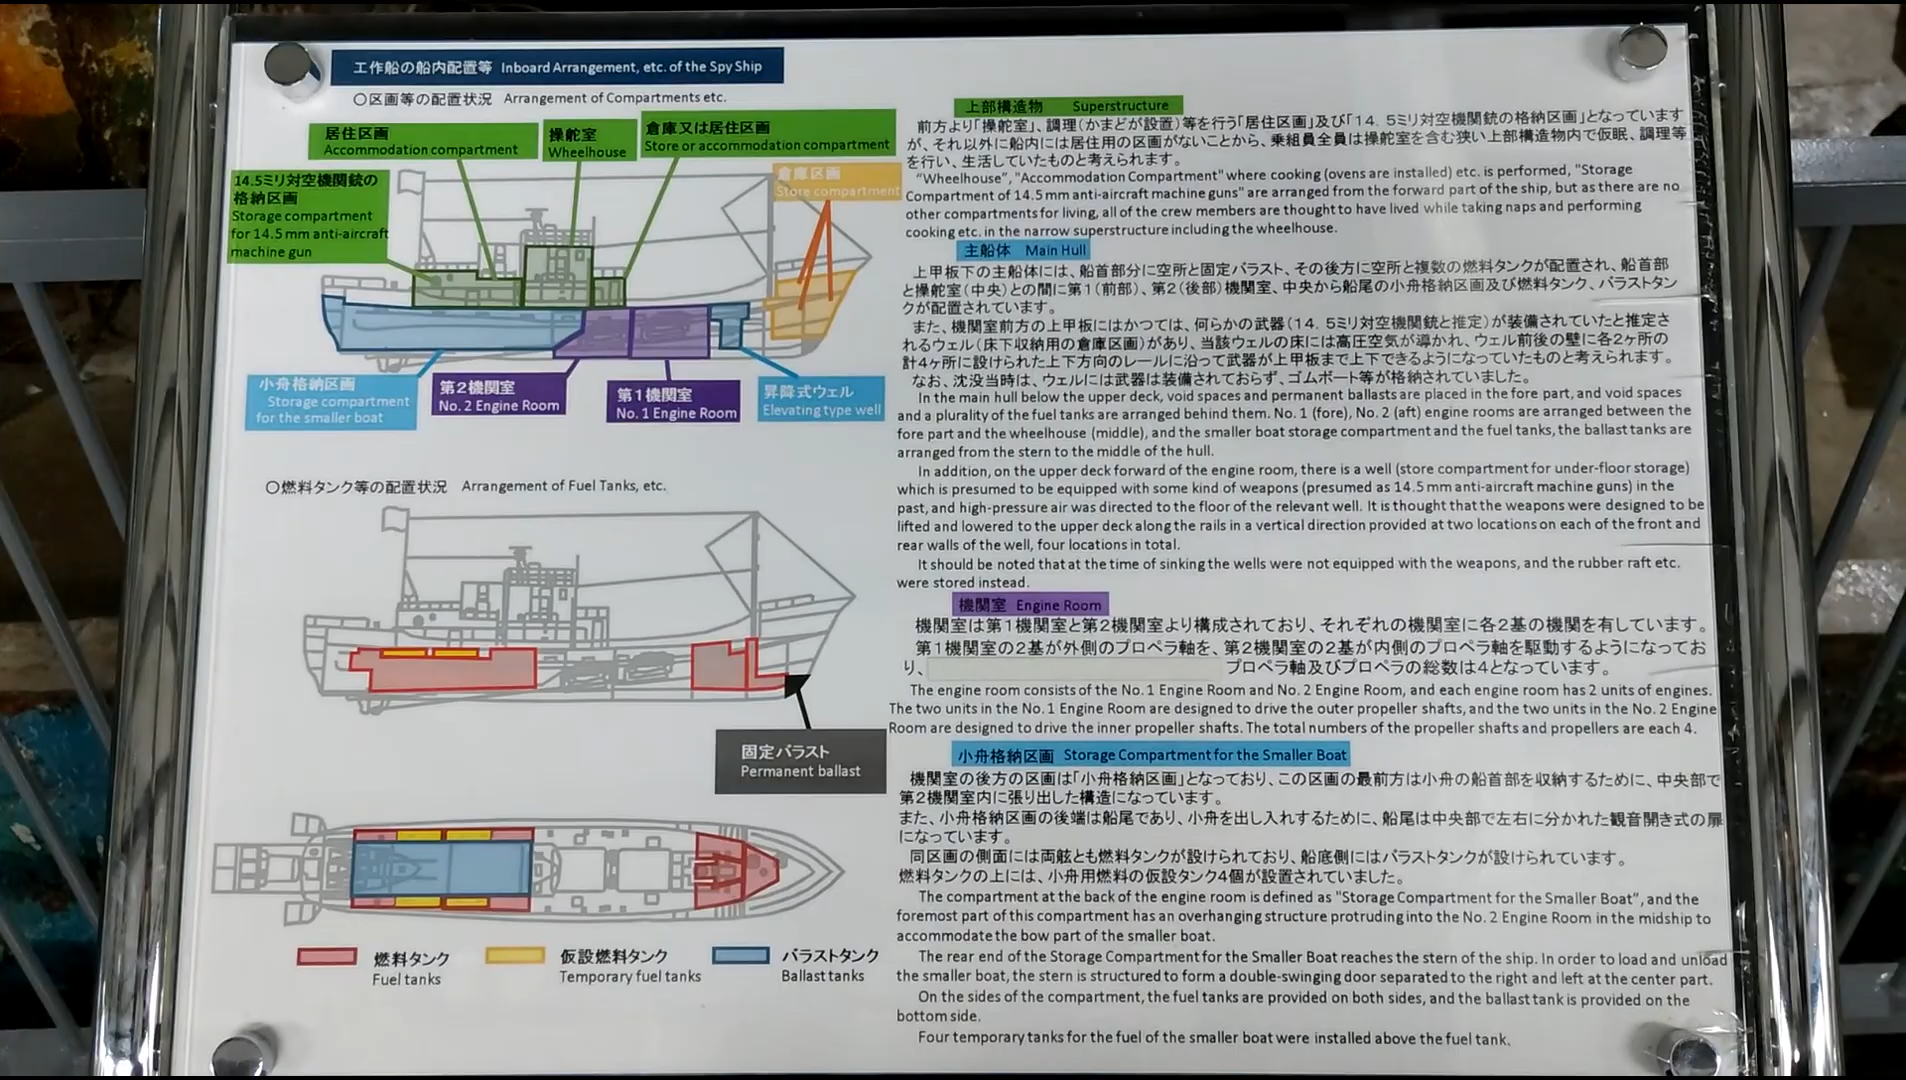 工作船の船内配置等 Inboard Arrangement, etc. of the Spy Ship
○区画等の配置状況 Arrangement of Compartments etc.
居住区画
Accommodation compartment
操舵室
Wheelhouse
倉庫又は居住区画
Store or accommodation compartment
倉庫区画
Store compartment
14.5ミリ対空機関銃の
格納区画
Storage compartment
for 14.5 mm anti-aircraft
machine gun
小舟格納区画
Storage compartment
for the smaller boat
第2機関室
No. 2 Engine Room
第1機関室
No. 1 Engine Room
昇降式ウェル
Elevating type well
○燃料タンク等の配置状況 Arrangement of Fuel Tanks, etc.
固定バラスト
Permanent ballast
燃料タンク
Fuel tanks
仮設燃料タンク
Temporary fuel tanks
バラストタンク
Ballast tanks
上部構造物 Superstructure
前方より「操舵室」、調理(かまどが設置)等を行う「居住区画」及び「14.5ミリ対空機関銃の格納区画」となっています
が、それ以外に船内には居住用の区画がないことから、乗組員全員は操舵室を含む狭い上部構造物内で仮眠、調理等
を行い、生活していたものと考えられます。
"Wheelhouse", "Accommodation Compartment" where cooking (ovens are installed) etc. is performed, "Storage
Compartment of 14.5 mm anti-aircraft machine guns" are arranged from the forward part of the ship, but as there are no
other compartments for living, all of the crew members are thought to have lived while taking naps and performing
cooking etc. in the narrow superstructure including the wheelhouse.
主船体 Main Hull
上甲板下の主船体には、船首部分に空所と固定バラスト、その後方に空所と複数の燃料タンクが配置され、船首部
と操舵室(中央)との間に第1(前部)、第2(後部)機関室、中央から船尾の小舟格納区画及び燃料タンク、バラストタン
クが配置されています。
また、機関室前方の上甲板にはかつては、何らかの武器(14.5ミリ対空機関銃と推定)が装備されていたと推定さ
れるウェル(床下収納用の倉庫区画)があり、当該ウェルの床には高圧空気が導かれ、ウェル前後の壁に各2ヶ所の
計4ヶ所に設けられた上下方向のレールに沿って武器が上甲板まで上下できるようになっていたものと考えられます。
なお、沈没当時は、ウェルには武器は装備されておらず、ゴムボート等が格納されていました。
In the main hull below the upper deck, void spaces and permanent ballasts are placed in the fore part, and void spaces
and a plurality of the fuel tanks are arranged behind them. No. 1 (fore), No. 2 (aft) engine rooms are arranged between the
fore part and the wheelhouse (middle), and the smaller boat storage compartment and the fuel tanks, the ballast tanks are
arranged from the stern to the middle of the hull.
In addition, on the upper deck forward of the engine room, there is a well (store compartment for under-floor storage)
which is presumed to be equipped with some kind of weapons (presumed as 14.5 mm anti-aircraft machine guns) in the
past, and high-pressure air was directed to the floor of the relevant well. It is thought that the weapons were designed to be
lifted and lowered to the upper deck along the rails in a vertical direction provided at two locations on each of the front and
rear walls of the well, four locations in total.
It should be noted that at the time of sinking the wells were not equipped with the weapons, and the rubber raft etc.
were stored instead.
機関室 Engine Room
機関室は第1機関室と第2機関室より構成されており、それぞれの機関室に各2基の機関を有しています。
第1機関室の2基が外側のプロペラ軸を、第2機関室の2基が内側のプロペラ軸を駆動するようになってお
り、 プロペラ軸及びプロペラの総数は4となっています。
The engine room consists of the No. 1 Engine Room and No. 2 Engine Room, and each engine room has 2 units of engines.
The two units in the No. 1 Engine Room are designed to drive the outer propeller shafts, and the two units in the No. 2 Engine
Room are designed to drive the inner propeller shafts. The total numbers of the propeller shafts and propellers are each 4.
小舟格納区画 Storage Compartment for the Smaller Boat
機関室の後方の区画は「小舟格納区画」となっており、この区画の最前方は小舟の船首部を収納するために、中央部で
第2機関室内に張り出した構造になっています。
また、小舟格納区画の後端は船尾であり、小舟を出し入れするために、船尾は中央部で左右に分かれた観音開き式の扉
になっています。
同区画の側面には両舷とも燃料タンクが設けられており、船底側にはバラストタンクが設けられています。
燃料タンクの上には、小舟用燃料の仮設タンク4個が設置されていました。
The compartment at the back of the engine room is defined as "Storage Compartment for the Smaller Boat", and the
foremost part of this compartment has an overhanging structure protruding into the No. 2 Engine Room in the midship to
accommodate the bow part of the smaller boat.
The rear end of the Storage Compartment for the Smaller Boat reaches the stern of the ship. In order to load and unload
the smaller boat, the stern is structured to form a double-swinging door separated to the right and left at the center part.
On the sides of the compartment, the fuel tanks are provided on both sides, and the ballast tank is provided on the
bottom side.
Four temporary tanks for the fuel of the smaller boat were installed above the fuel tank.